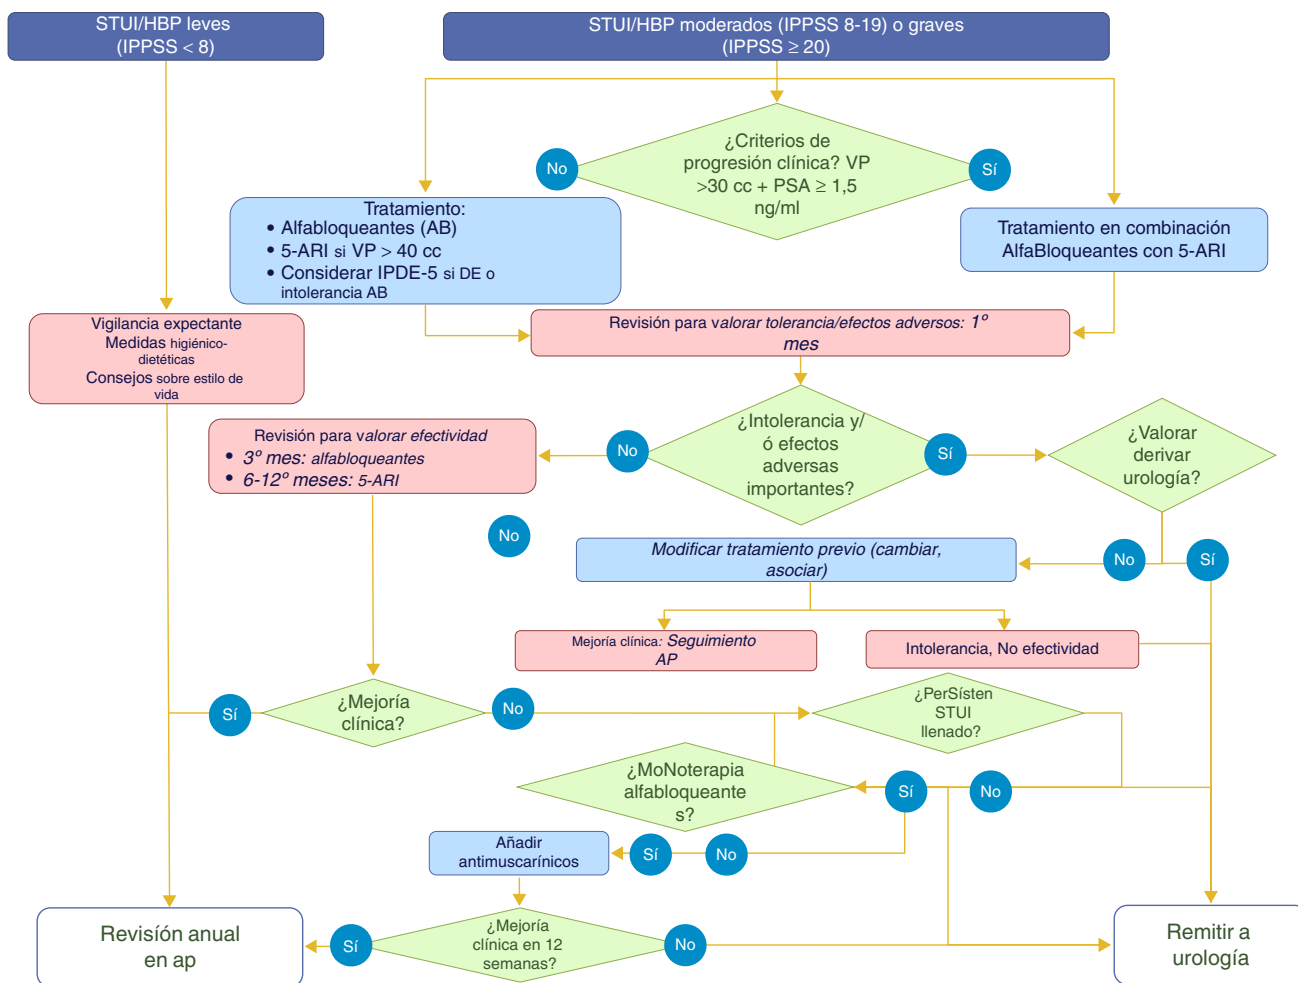 STUI/HBP leves
(IPPSS < 8)
STUI/HBP moderados (IPPSS 8-19) o graves
(IPPSS ≥ 20)
¿Criterios de
progresión clínica? VP
>30 cc + PSA ≥ 1,5
ng/ml
No
Sí
Tratamiento:
• Alfabloqueantes (AB)
• 5-ARI si VP > 40 cc
• Considerar IPDE-5 si DE o
intolerancia AB
Tratamiento en combinación
AlfaBloqueantes con 5-ARI
Vigilancia expectante
Medidas higiénico-
dietéticas
Consejos sobre estilo de
vida
Revisión para valorar tolerancia/efectos adversos: 1º
mes
¿Intolerancia y/
ó efectos
adversas
importantes?
No
Sí
¿Valorar
derivar
urología?
Revisión para valorar efectividad
• 3º mes: alfabloqueantes
• 6-12º meses: 5-ARI
No
Modificar tratamiento previo (cambiar,
asociar)
No
Sí
Mejoría clínica: Seguimiento
AP
Intolerancia, No efectividad
¿Mejoría
clínica?
Sí
No
¿PerSísten
STUI
llenado?
¿MoNoterapia
alfabloqueante
s?
Sí
No
Añadir
antimuscarínicos
Sí
No
¿Mejoría
clínica en 12
semanas?
Sí
No
Revisíón anual
en ap
Remitir a
urología